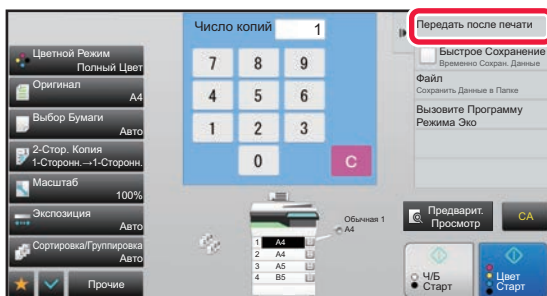 Число копий 1
Передать после печати
Цветной Режим
Полный Цвет
Оригинал
A4
Выбор Бумаги
Авто
2-Стор. Копия
1-Сторонн.→1-Сторонн.
Масштаб
100%
Экспозиция
Авто
Сортировка/Группировка
Авто
Прочие
7 8 9
4 5 6
1 2 3
0 C
Обычная 1
A4
1 A4
2 A4
3 A5
4 B5
Быстрое Сохранение
Временно Сохран. Данные
Файл
Сохранить Данные в Папке
Вызовите Программу
Режима Эко
Предварит.
Просмотр
CA
Ч/Б
Старт
Цвет
Старт